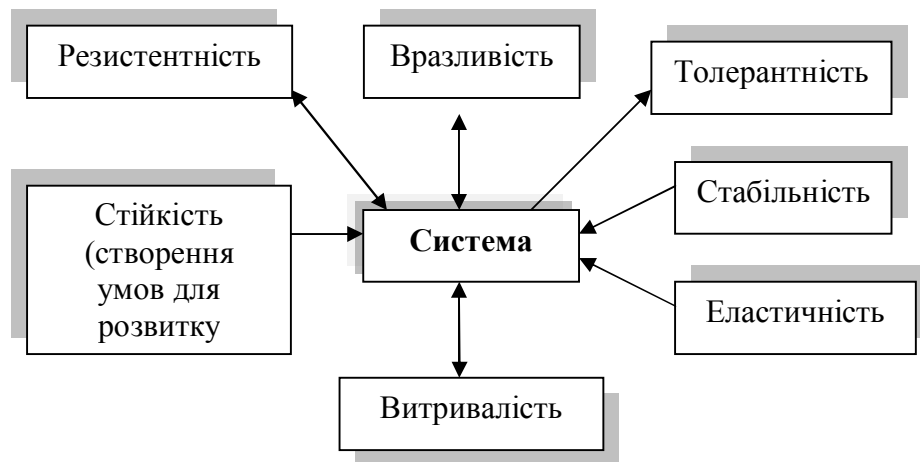 Резистентність
Вразливість
Толерантність
Стійкість
(створення
умов для
розвитку
Система
Стабільність
Еластичність
Витривалість